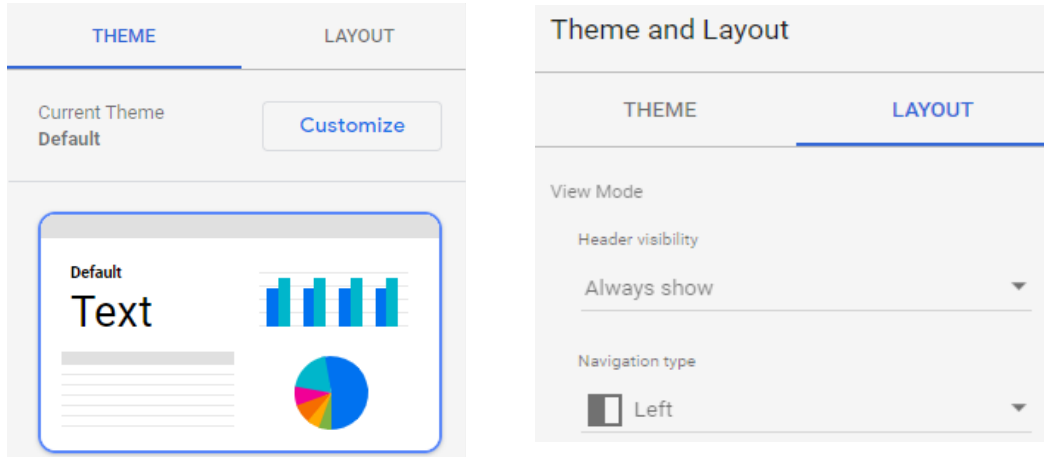 THEME
LAYOUT
Current Theme
Default
Customize
Default
Text
Theme and Layout
THEME
LAYOUT
View Mode
Header visibility
Always show
Navigation type
Left